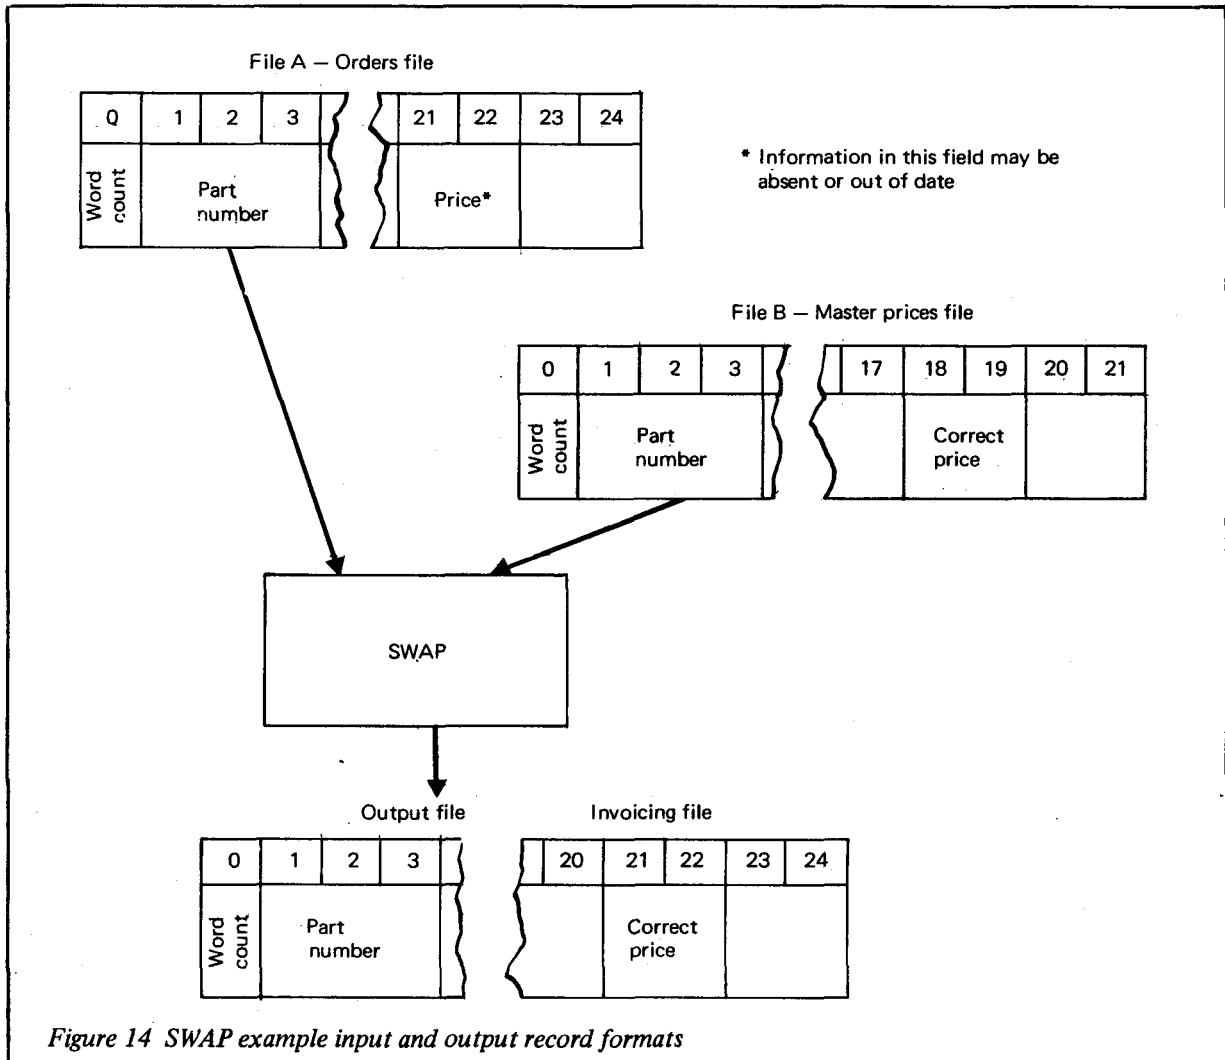 File A — Orders file
Q 1 2 3 21 22 23 24
Word count
Part number
Price*
* Information in this field may be
absent or out of date
File B — Master prices file
0 1 2 3 17 18 19 20 21
Word count
Part number
Correct price
SWAP
Output file Invoicing file
0 1 2 3 20 21 22 23 24
Word count
Part number
Correct price
Figure 14 SWAP example input and output record formats